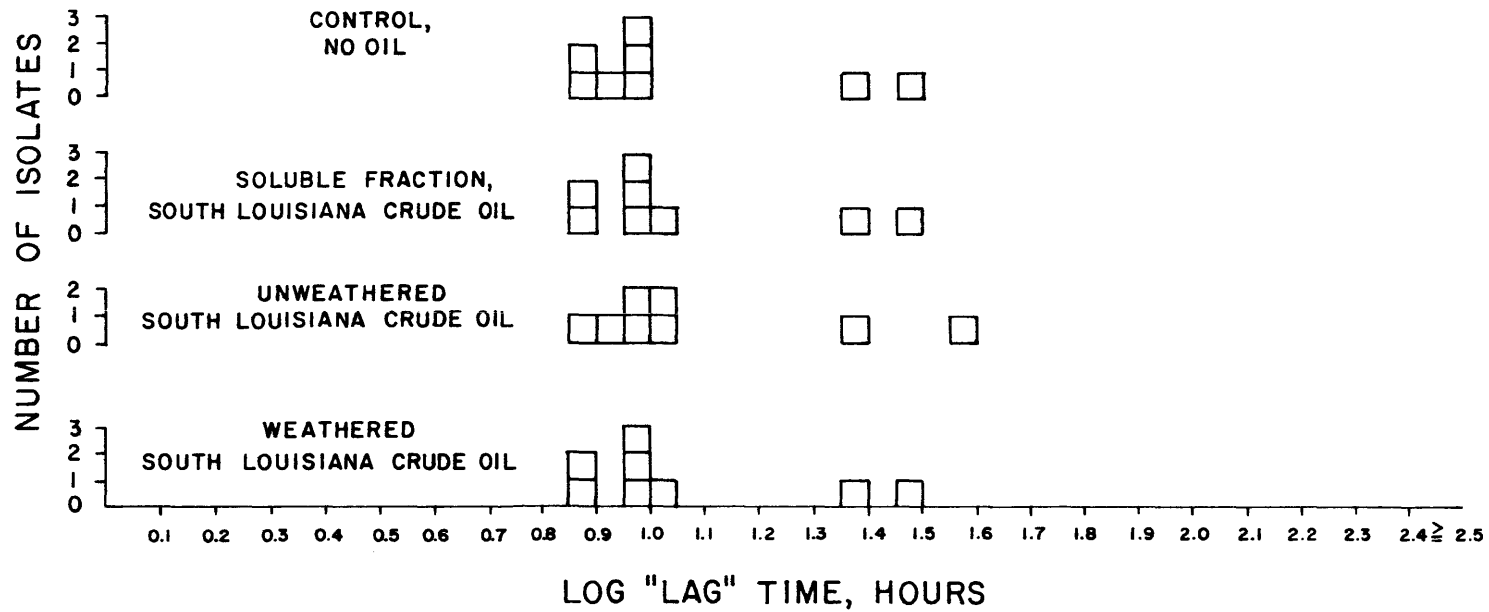 NUMBER OF ISOLATES
3
2
1
0
CONTROL,
NO OIL
3
2
1
0
SOLUBLE FRACTION,
SOUTH LOUISIANA CRUDE OIL
2
1
0
UNWEATHERED
SOUTH LOUISIANA CRUDE OIL
3
2
1
0
WEATHERED
SOUTH LOUISIANA CRUDE OIL
0.1 0.2 0.3 0.4 0.5 0.6 0.7 0.8 0.9 1.0 1.1 1.2 1.3 1.4 1.5 1.6 1.7 1.8 1.9 2.0 2.1 2.2 2.3 2.4 ≥ 2.5
LOG "LAG" TIME, HOURS